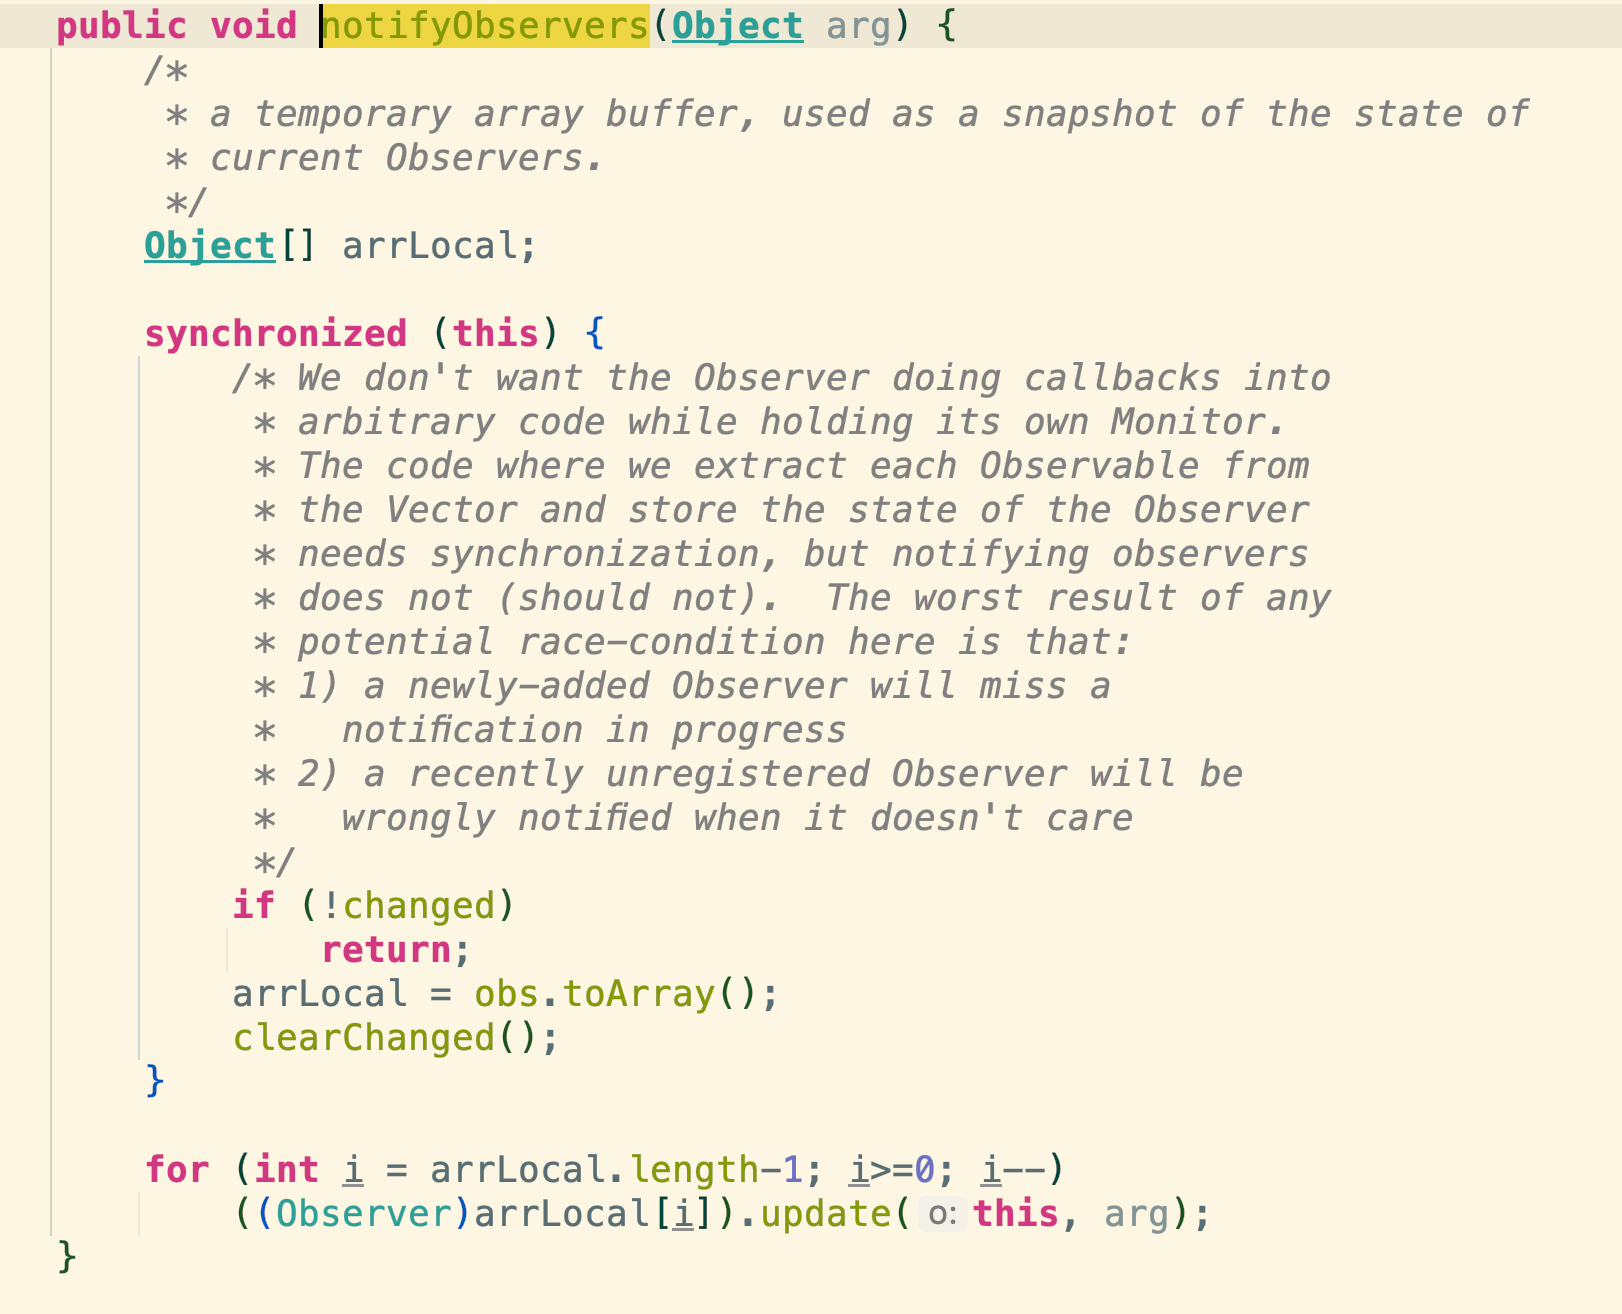 public void notifyObservers(Object arg) {
    /*
     * a temporary array buffer, used as a snapshot of the state of
     * current Observers.
     */
    Object[] arrLocal;

    synchronized (this) {
        /* We don't want the Observer doing callbacks into
         * arbitrary code while holding its own Monitor.
         * The code where we extract each Observable from
         * the Vector and store the state of the Observer
         * needs synchronization, but notifying observers
         * does not (should not).  The worst result of any
         * potential race-condition here is that:
         * 1) a newly-added Observer will miss a
         *   notification in progress
         * 2) a recently unregistered Observer will be
         *   wrongly notified when it doesn't care
         */
        if (!changed)
            return;
        arrLocal = obs.toArray();
        clearChanged();
    }

    for (int i = arrLocal.length-1; i>=0; i--)
        ((Observer)arrLocal[i]).update( o: this, arg);
}